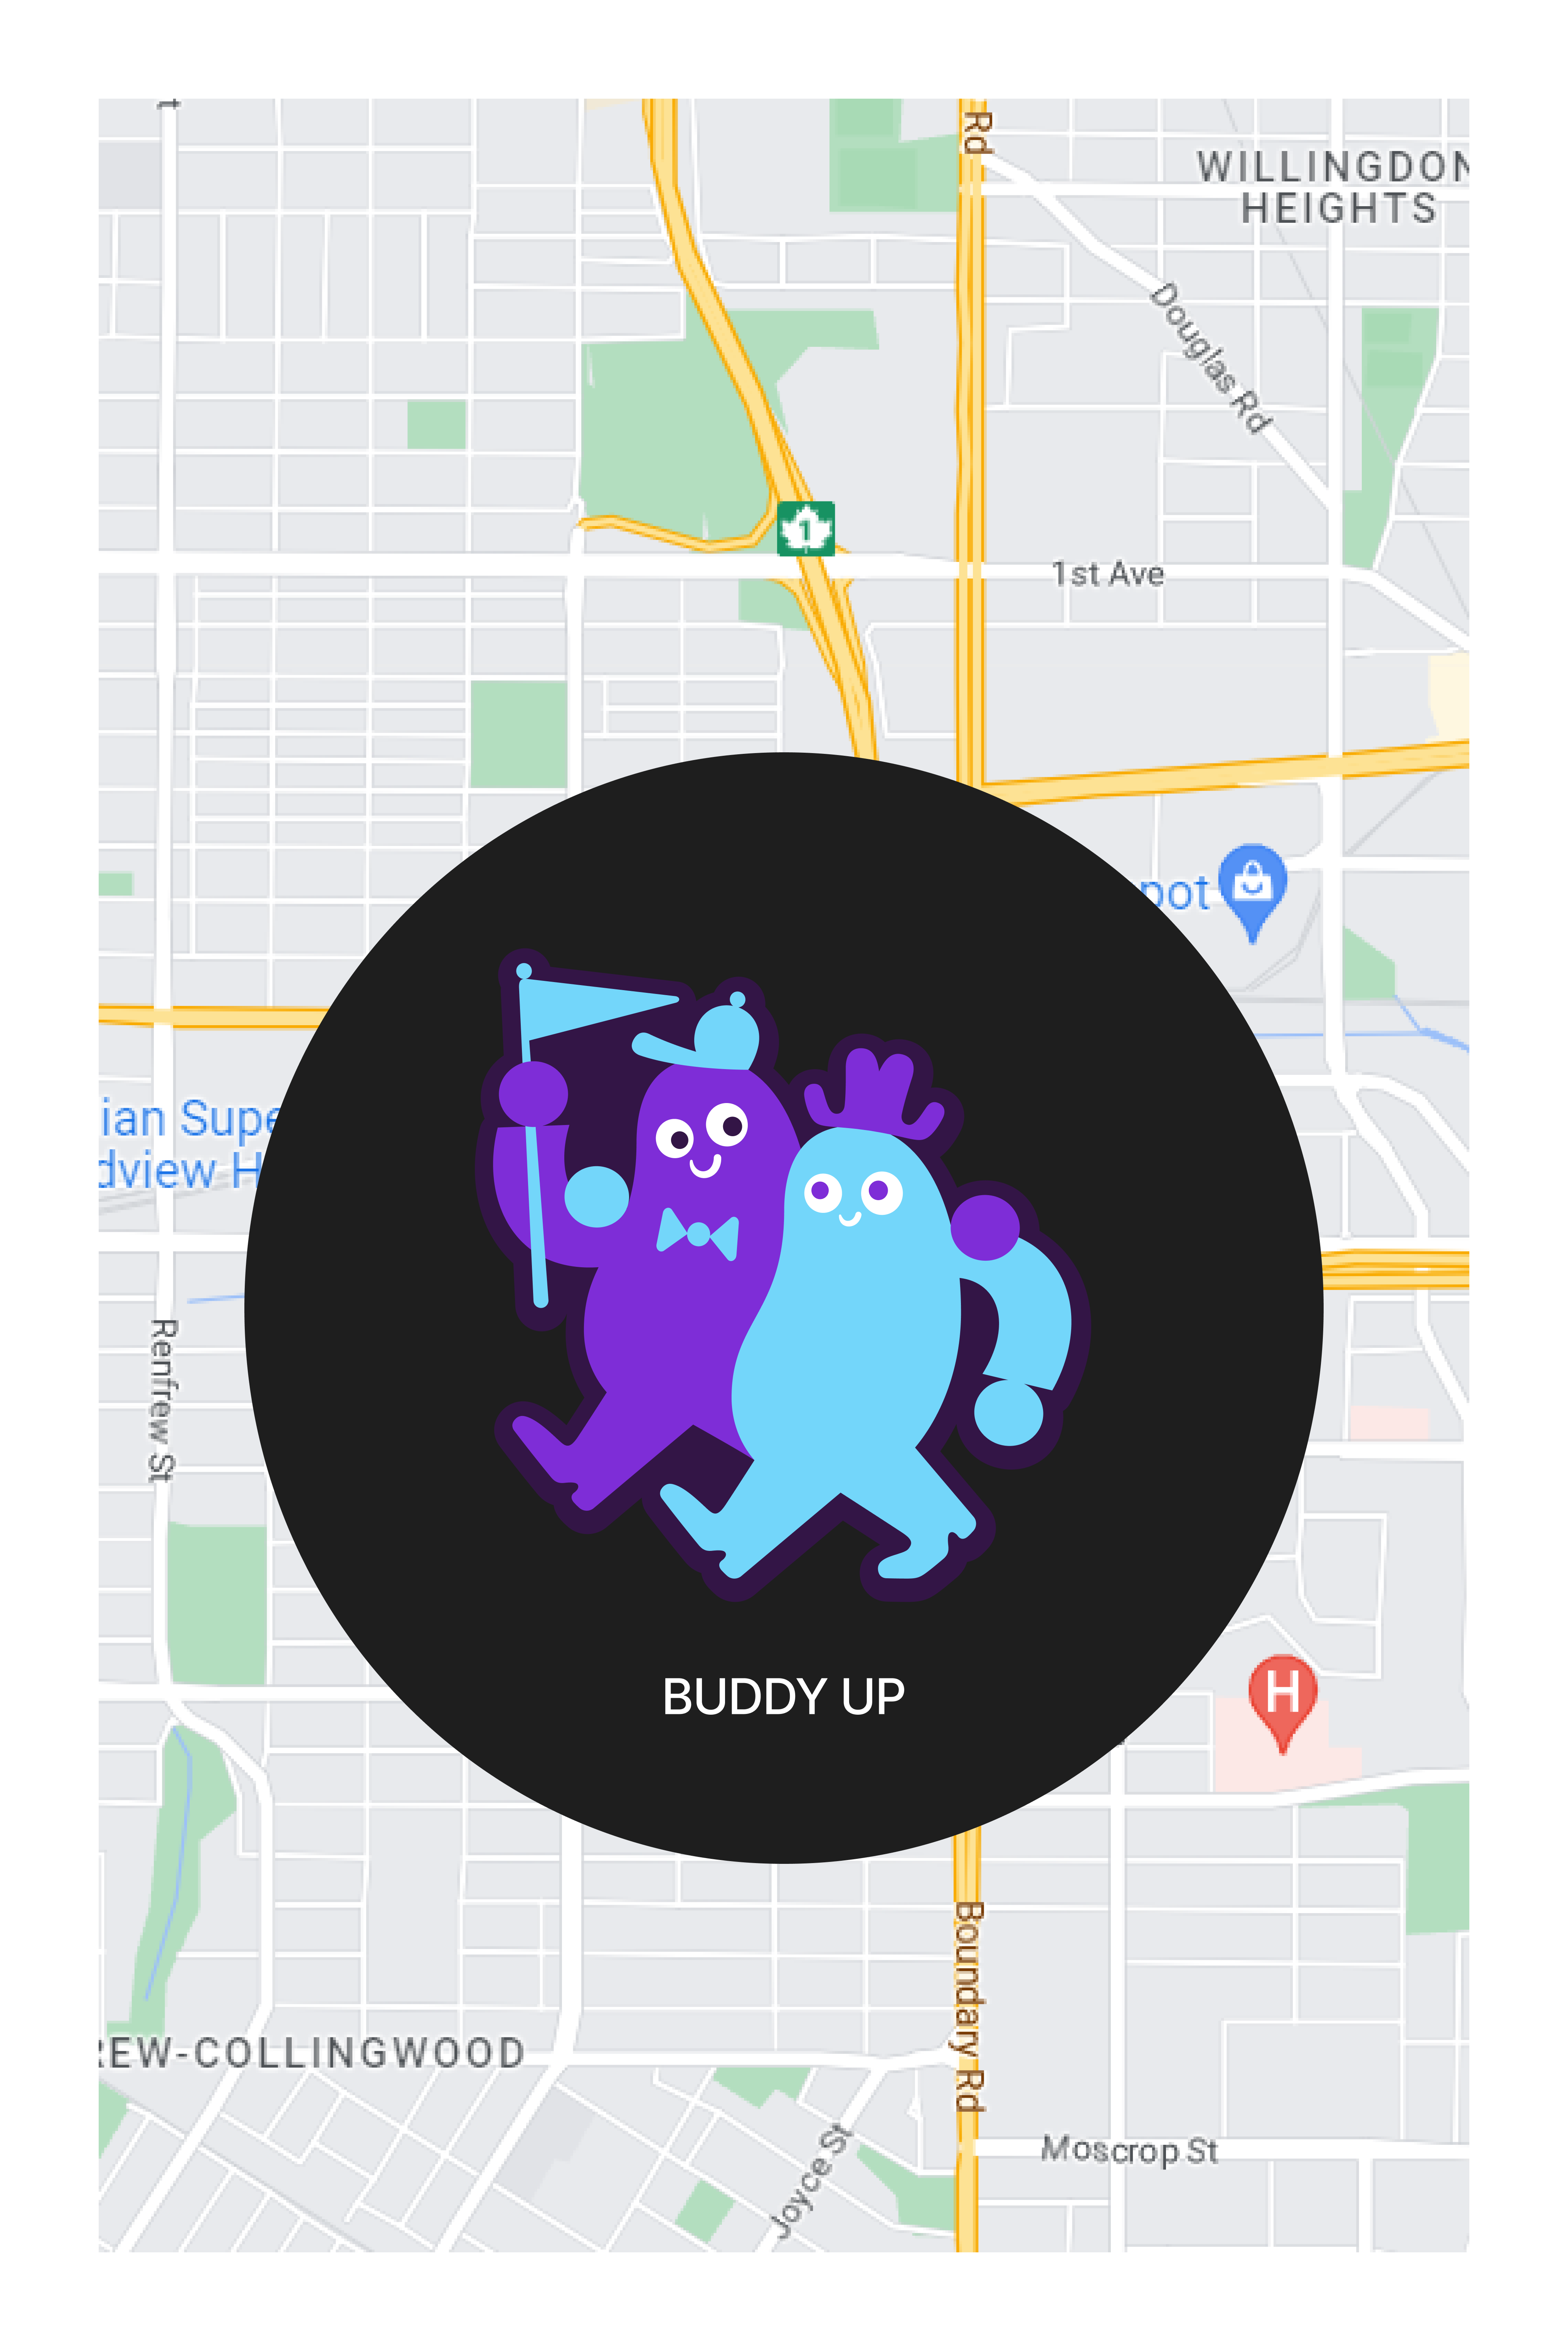 t
Rd
WILLINGDON
HEIGHTS
Douglas Rd
1
1st Ave
pot
ian Supe
dview H
Renfrew St
BUDDY UP
H
Boundary Rd
REW-COLLINGWOOD
Joyce St
Moscrop St